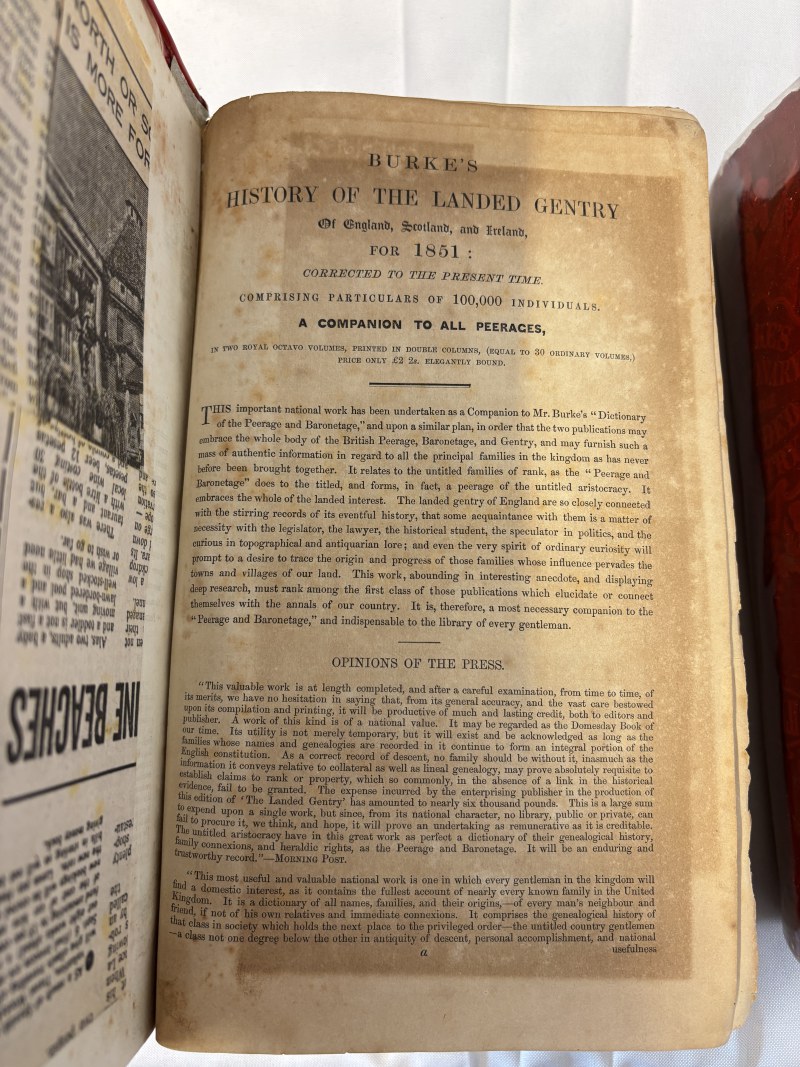 NORTH OR
IS MORE FOR
INE BEACHES
BURKE'S
HISTORY OF THE LANDED GENTRY
Of England, Scotland, and Ireland,
FOR 1851:
CORRECTED TO THE PRESENT TIME.
COMPRISING PARTICULARS OF 100,000 INDIVIDUALS.
A COMPANION TO ALL PEERAGES,
IN TWO ROYAL OCTAVO VOLUMES, PRINTED IN DOUBLE COLUMNS, (EQUAL TO 30 ORDINARY VOLUMES.)
PRICE ONLY £2 2s. ELEGANTLY BOUND.
THIS important national work has been undertaken as a Companion to Mr. Burke's "Dictionary
of the Peerage and Baronetage," and upon a similar plan, in order that the two publications may
embrace the whole body of the British Peerage, Baronetage, and Gentry, and may furnish such a
mass of authentic information in regard to all the principal families in the kingdom as has never
before been brought together. It relates to the untitled families of rank, as the "Peerage and
Baronetage" does to the titled, and forms, in fact, a peerage of the untitled aristocracy. It
embraces the whole of the landed interest. The landed gentry of England are so closely connected
with the stirring records of its eventful history, that some acquaintance with them is a matter of
necessity with the legislator, the lawyer, the historical student, the speculator in politics, and the
curious in topographical and antiquarian lore; and even the very spirit of ordinary curiosity will
prompt to a desire to trace the origin and progress of those families whose influence pervades the
towns and villages of our land. This work, abounding in interesting anecdote, and displaying
deep research, must rank among the first class of those publications which elucidate or connect
themselves with the annals of our country. It is, therefore, a most necessary companion to the
"Peerage and Baronetage," and indispensable to the library of every gentleman.
OPINIONS OF THE PRESS.
"This valuable work is at length completed, and after a careful examination, from time to time, of
its merits, we have no hesitation in saying that, from its general accuracy, and the vast care bestowed
upon its compilation and printing, it will be productive of much and lasting credit, both to editors and
publisher. A work of this kind is of a national value. It may be regarded as the Domesday Book of
our time. Its utility is not merely temporary, but it will exist and be acknowledged as long as the
families whose names and genealogies are recorded in it continue to form an integral portion of the
English constitution. As a correct record of descent, no family should be without it, inasmuch as the
information it conveys relative to collateral as well as lineal genealogy, may prove absolutely requisite to
establish claims to rank or property, which so commonly, in the absence of a link in the historical
evidence, fail to be granted. The expense incurred by the enterprising publisher in the production of
this edition of 'The Landed Gentry' has amounted to nearly six thousand pounds. This is a large sum
to expend upon a single work, but since, from its national character, no library, public or private, can
fail to procure it, we think, and hope, it will prove an undertaking as remunerative as it is creditable.
The untitled aristocracy have in this great work as perfect a dictionary of their genealogical history,
family connexions, and heraldic rights, as the Peerage and Baronetage. It will be an enduring and
trustworthy record."—MORNING POST.
"This most useful and valuable national work is one in which every gentleman in the kingdom will
find a domestic interest, as it contains the fullest account of nearly every known family in the United
Kingdom. It is a dictionary of all names, families, and their origins,—of every man's neighbour and
friend, if not of his own relatives and immediate connexions. It comprises the genealogical history of
that class in society which holds the next place to the privileged order—the untitled country gentlemen
—a class not one degree below the other in antiquity of descent, personal accomplishment, and national
a
usefulness